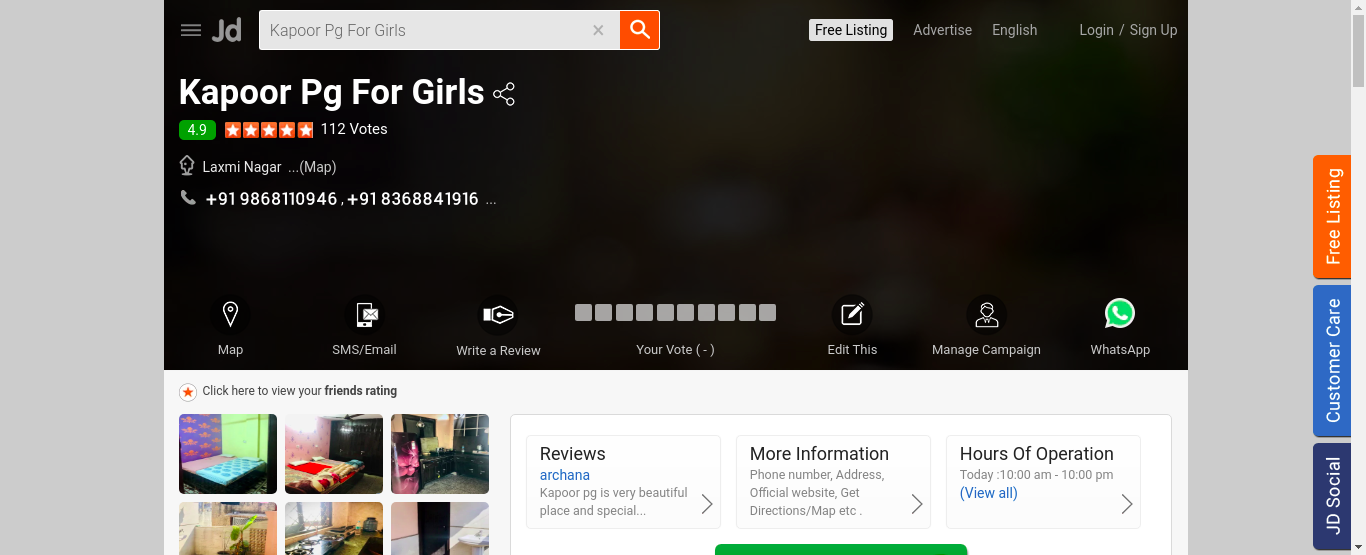 Jd Kapoor Pg For Girls × Free Listing Advertise English Login / Sign Up
Kapoor Pg For Girls
4.9 112 Votes
Laxmi Nagar ...(Map)
+91 9868110946 , +91 8368841916 ...
Map SMS/Email Write a Review Your Vote ( - ) Edit This Manage Campaign WhatsApp
Click here to view your friends rating
Reviews
archana
Kapoor pg is very beautiful
place and special...
More Information
Phone number, Address,
Official website, Get
Directions/Map etc .
Hours Of Operation
Today :10:00 am - 10:00 pm
(View all)
Free Listing
Customer Care
JD Social